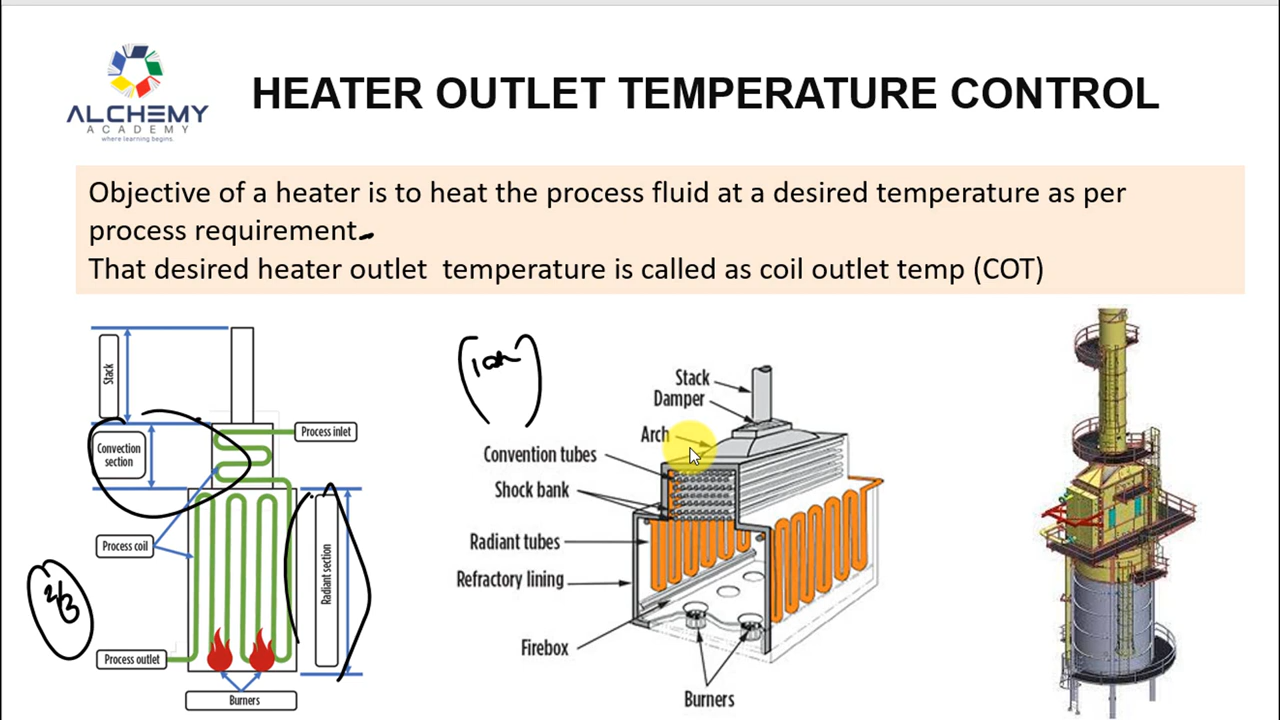 ALCHEMY
ACADEMY
where learning begins.
HEATER OUTLET TEMPERATURE CONTROL
Objective of a heater is to heat the process fluid at a desired temperature as per
process requirement
That desired heater outlet temperature is called as coil outlet temp (COT)
Stack
Convection
section
Process inlet
Process coil
Radiant section
2/3
Process outlet
Burners
Stack
Damper
Arch
Convention tubes
Shock bank
Radiant tubes
Refractory lining
Firebox
Burners